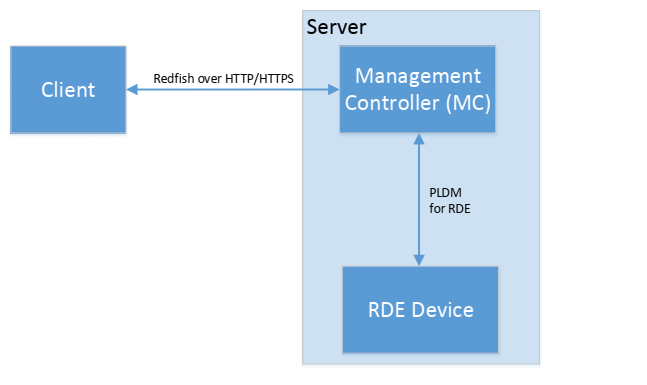 Server
Client
Redfish over HTTP/HTTPS
Management
Controller (MC)
PLDM
for RDE
RDE Device